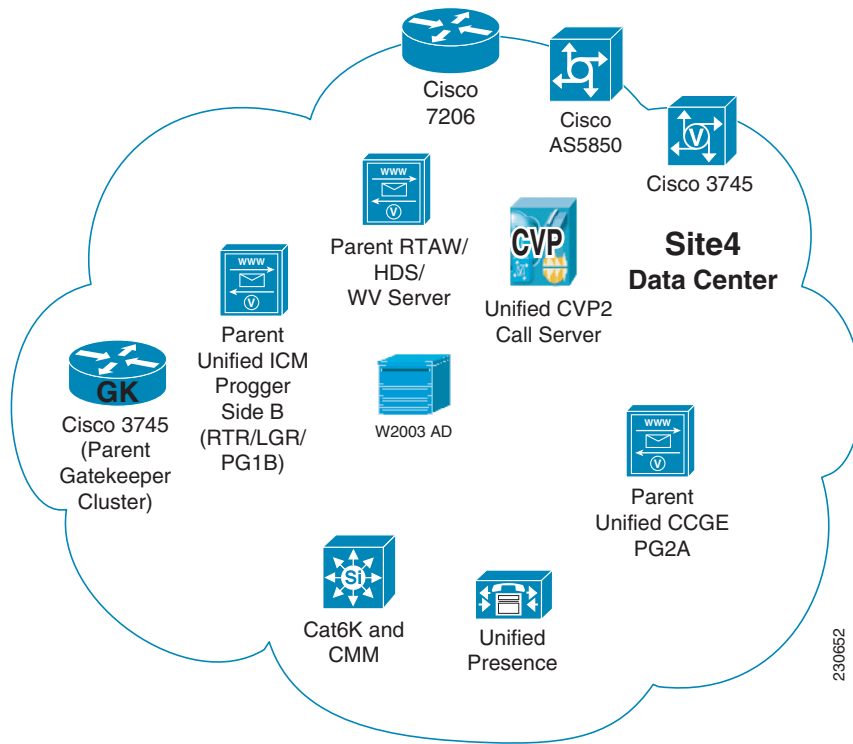 Cisco
7206
Cisco
AS5850
V
Cisco 3745
Site4
Data Center
WWW
V
Parent RTAW/
HDS/
WV Server
CVP
Unified CVP2
Call Server
WWW
V
Parent
Unified ICM
Progger
Side B
(RTR/LGR/
PG1B)
GK
Cisco 3745
(Parent
Gatekeeper
Cluster)
W2003 AD
WWW
V
Parent
Unified CCGE
PG2A
Si
Cat6K and
CMM
Unified
Presence
230652